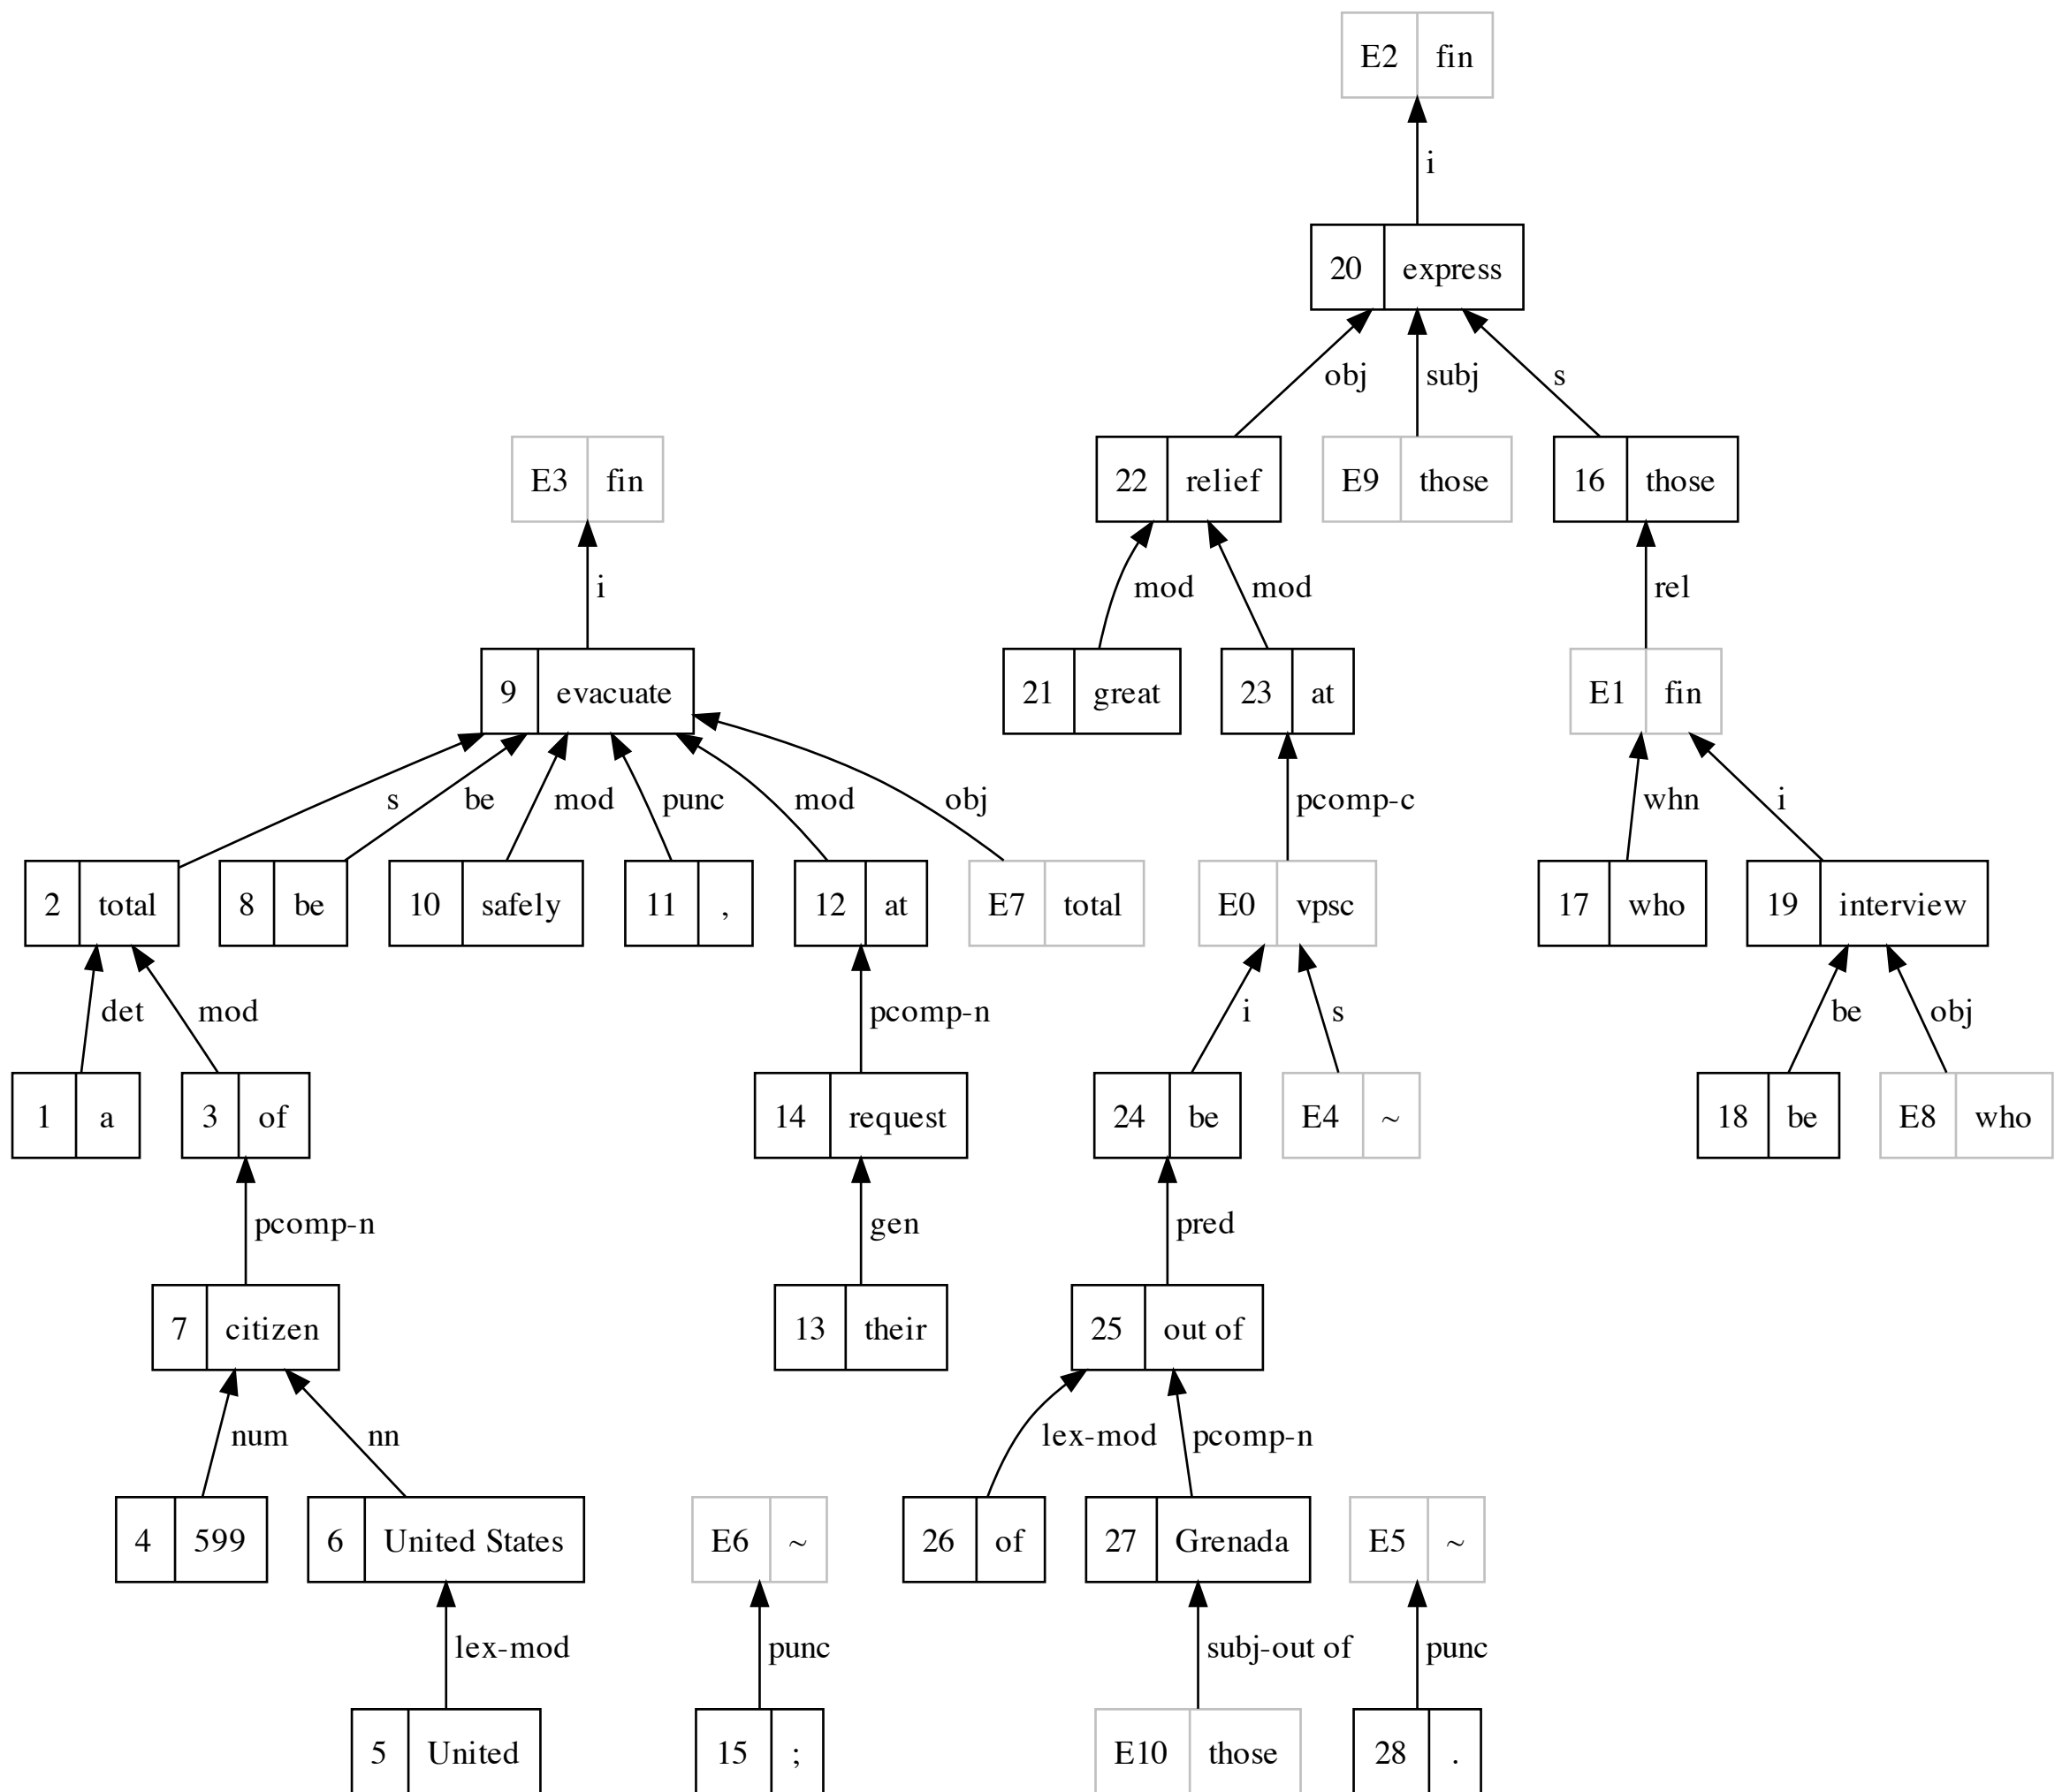 E2 fin
i
20 express
obj subj s
E3 fin 22 relief E9 those 16 those
i mod mod rel
9 evacuate 21 great 23 at E1 fin
s be mod punc mod obj pcomp-c whn i
2 total 8 be 10 safely 11 , 12 at E7 total E0 vpsc 17 who 19 interview
det mod pcomp-n i s be obj
1 a 3 of 14 request 24 be E4 ~ 18 be E8 who
pcomp-n gen pred
7 citizen 13 their 25 out of
num nn lex-mod pcomp-n
4 599 6 United States E6 ~ 26 of 27 Grenada E5 ~
lex-mod punc subj-out of punc
5 United 15 ; E10 those 28 .